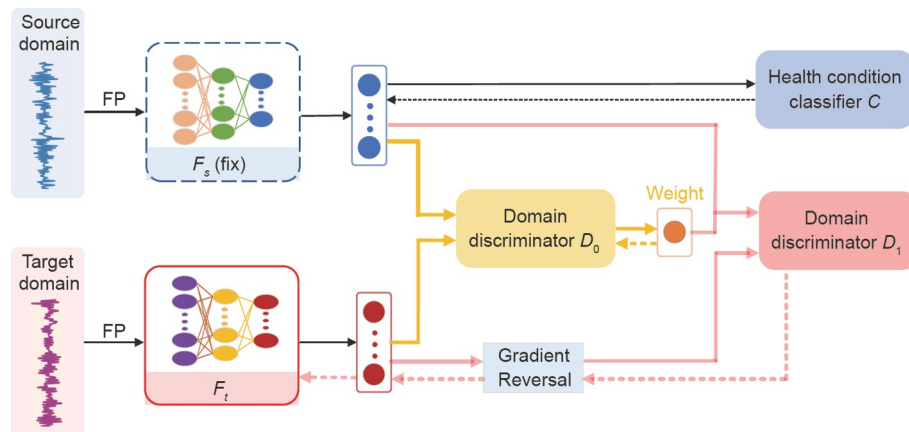 Source
domain
FP
F_s (fix)
Health condition
classifier C
Weight
Domain
discriminator D_0
Domain
discriminator D_1
Target
domain
FP
F_t
Gradient
Reversal